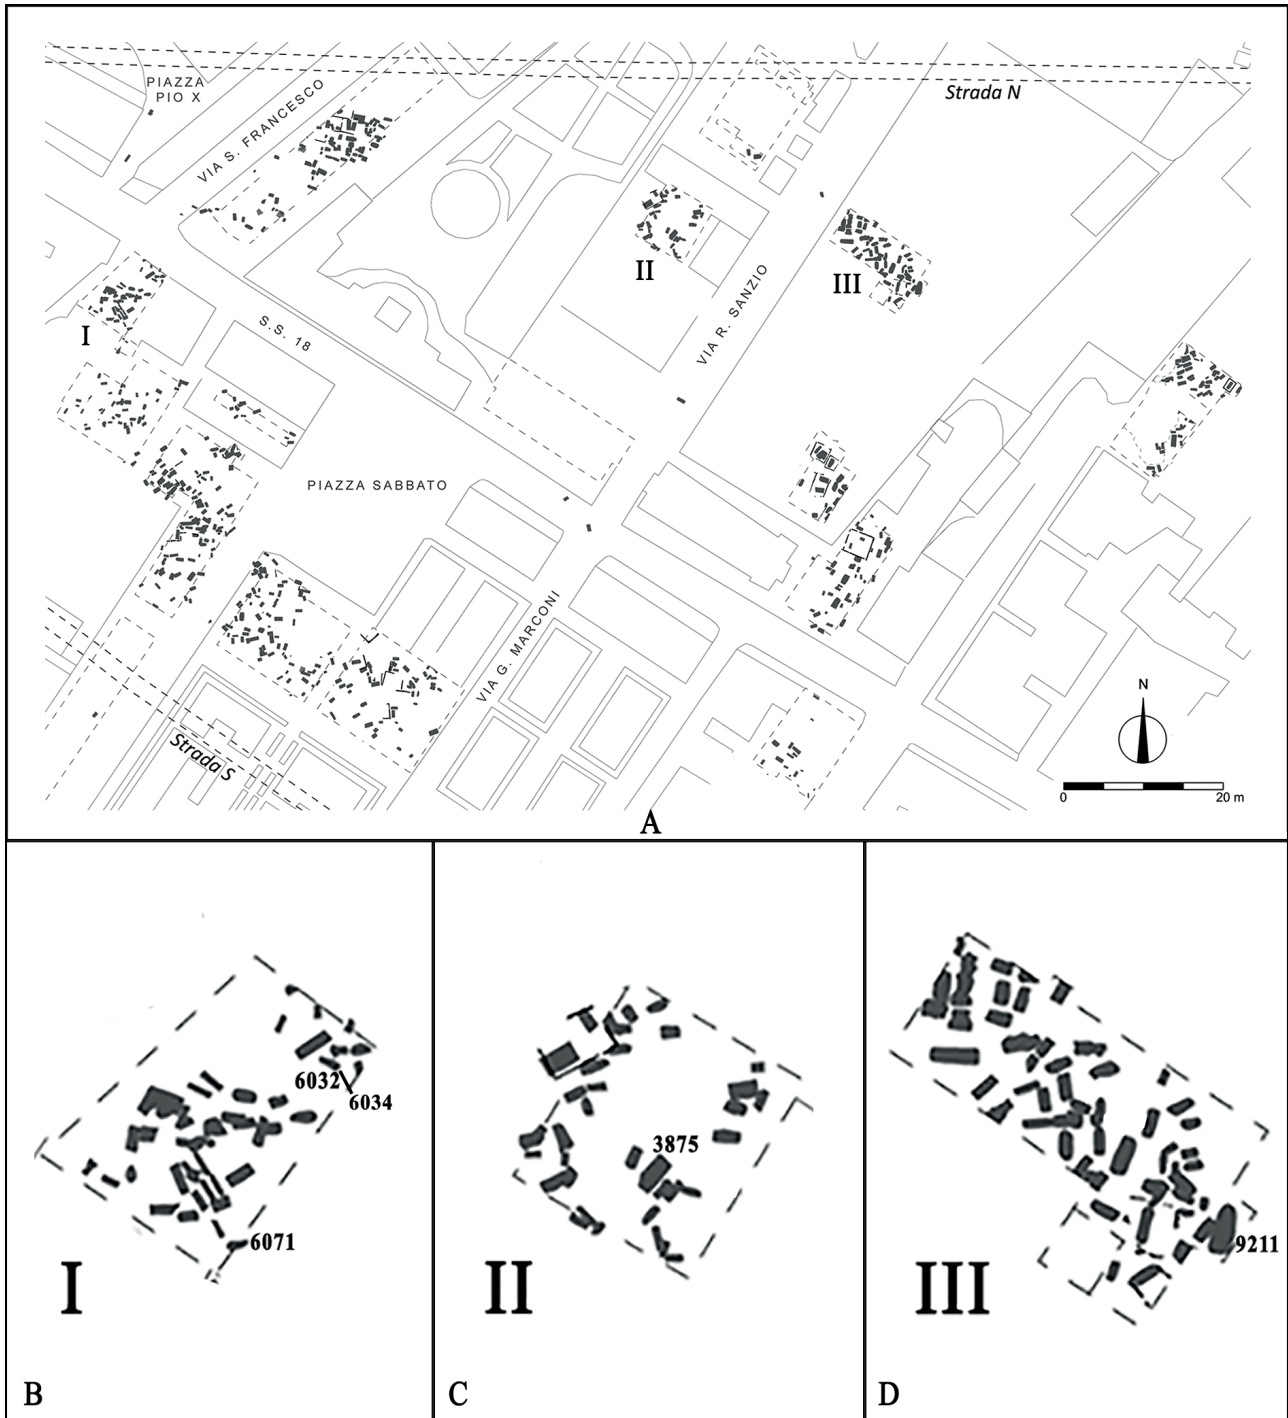 PIAZZA
PIO X
VIA S. FRANCESCO
Strada N
II
III
I
VIA R. SANZIO
S.S. 18
PIAZZA SABBATO
VIA G. MARCONI
Strada S
N
0 20 m
A
6032
6034
6071
I
B
3875
II
C
9211
III
D